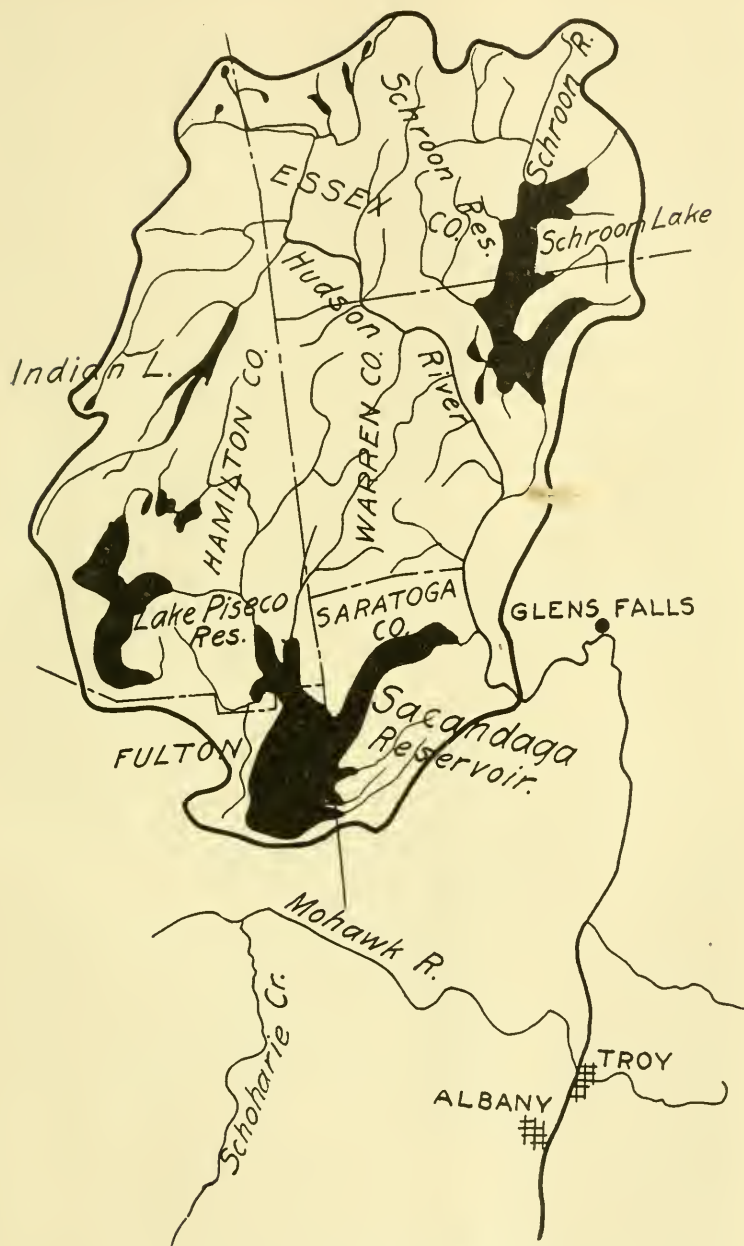 Schroon R.
Schroon Res.
ESSEX
CO.
Schroon Lake
Hudson
River
Indian L.
HAMILTON CO.
WARREN CO.
Lake Piseco
Res.
SARATOGA
CO.
GLENS FALLS
Sacandaga
Reservoir.
FULTON
Mohawk R.
Schoharie Cr.
TROY
ALBANY